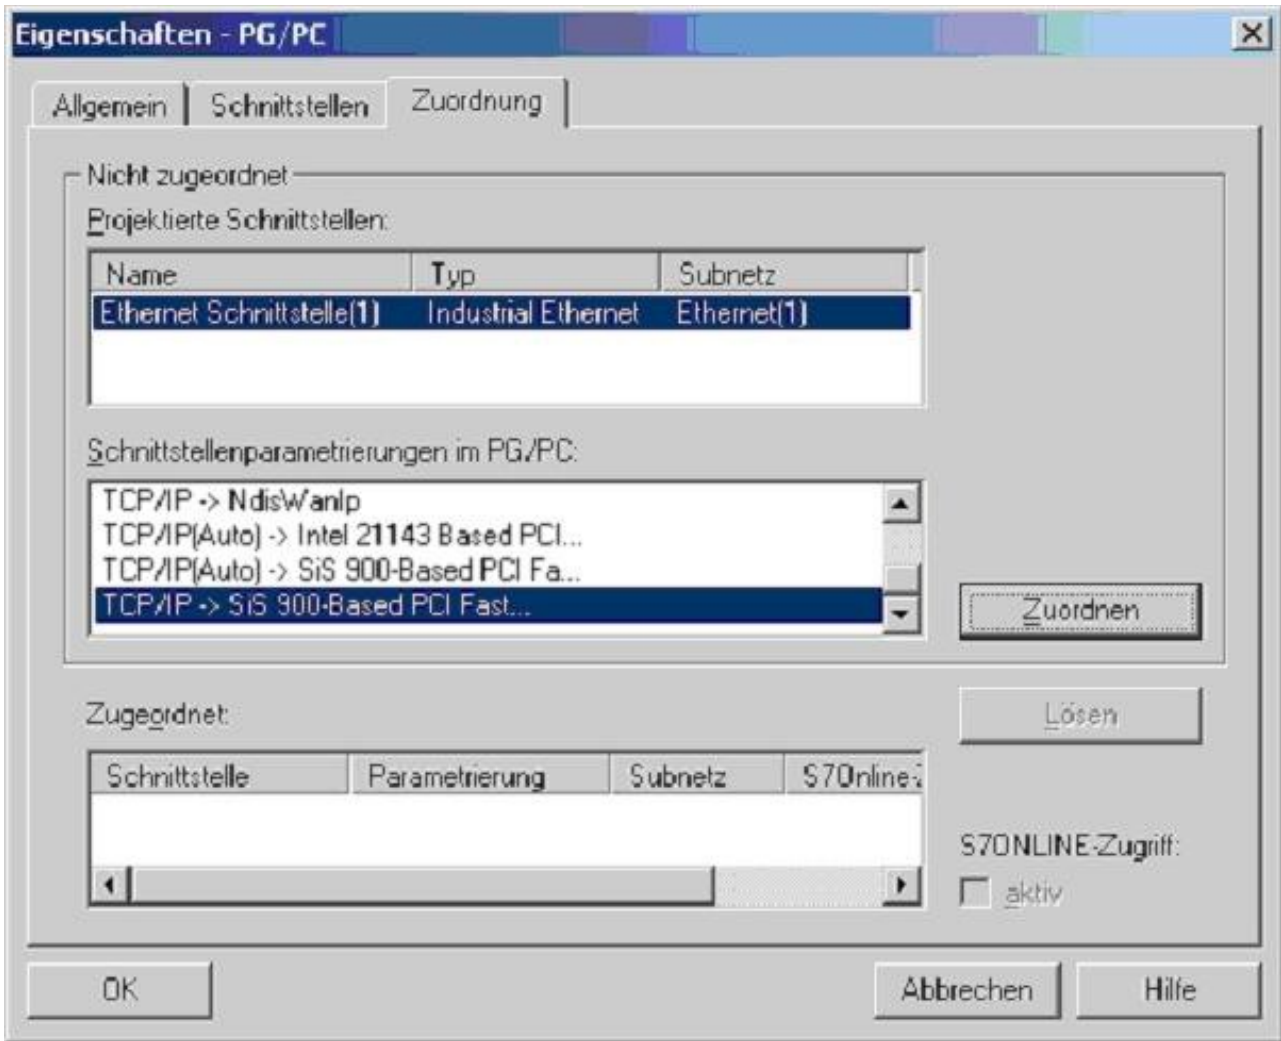 Eigenschaften - PG/PC
Allgemein Schnittstellen Zuordnung
Nicht zugeordnet
Projektierte Schnittstellen:
Name Typ Subnetz
Ethernet Schnittstelle(1) Industrial Ethernet Ethernet(1)
Schnittstellenparametrierungen im PG/PC:
TCP/IP -> NdisWanIp
TCP/IP(Auto) -> Intel 21143 Based PCI...
TCP/IP(Auto) -> SiS 900-Based PCI Fa...
TCP/IP -> SiS 900-Based PCI Fast...
Zuordnen
Zugeordnet:
Lösen
Schnittstelle Parametrierung Subnetz S7Online-Z
S7ONLINE-Zugriff:
aktiv
OK Abbrechen Hilfe